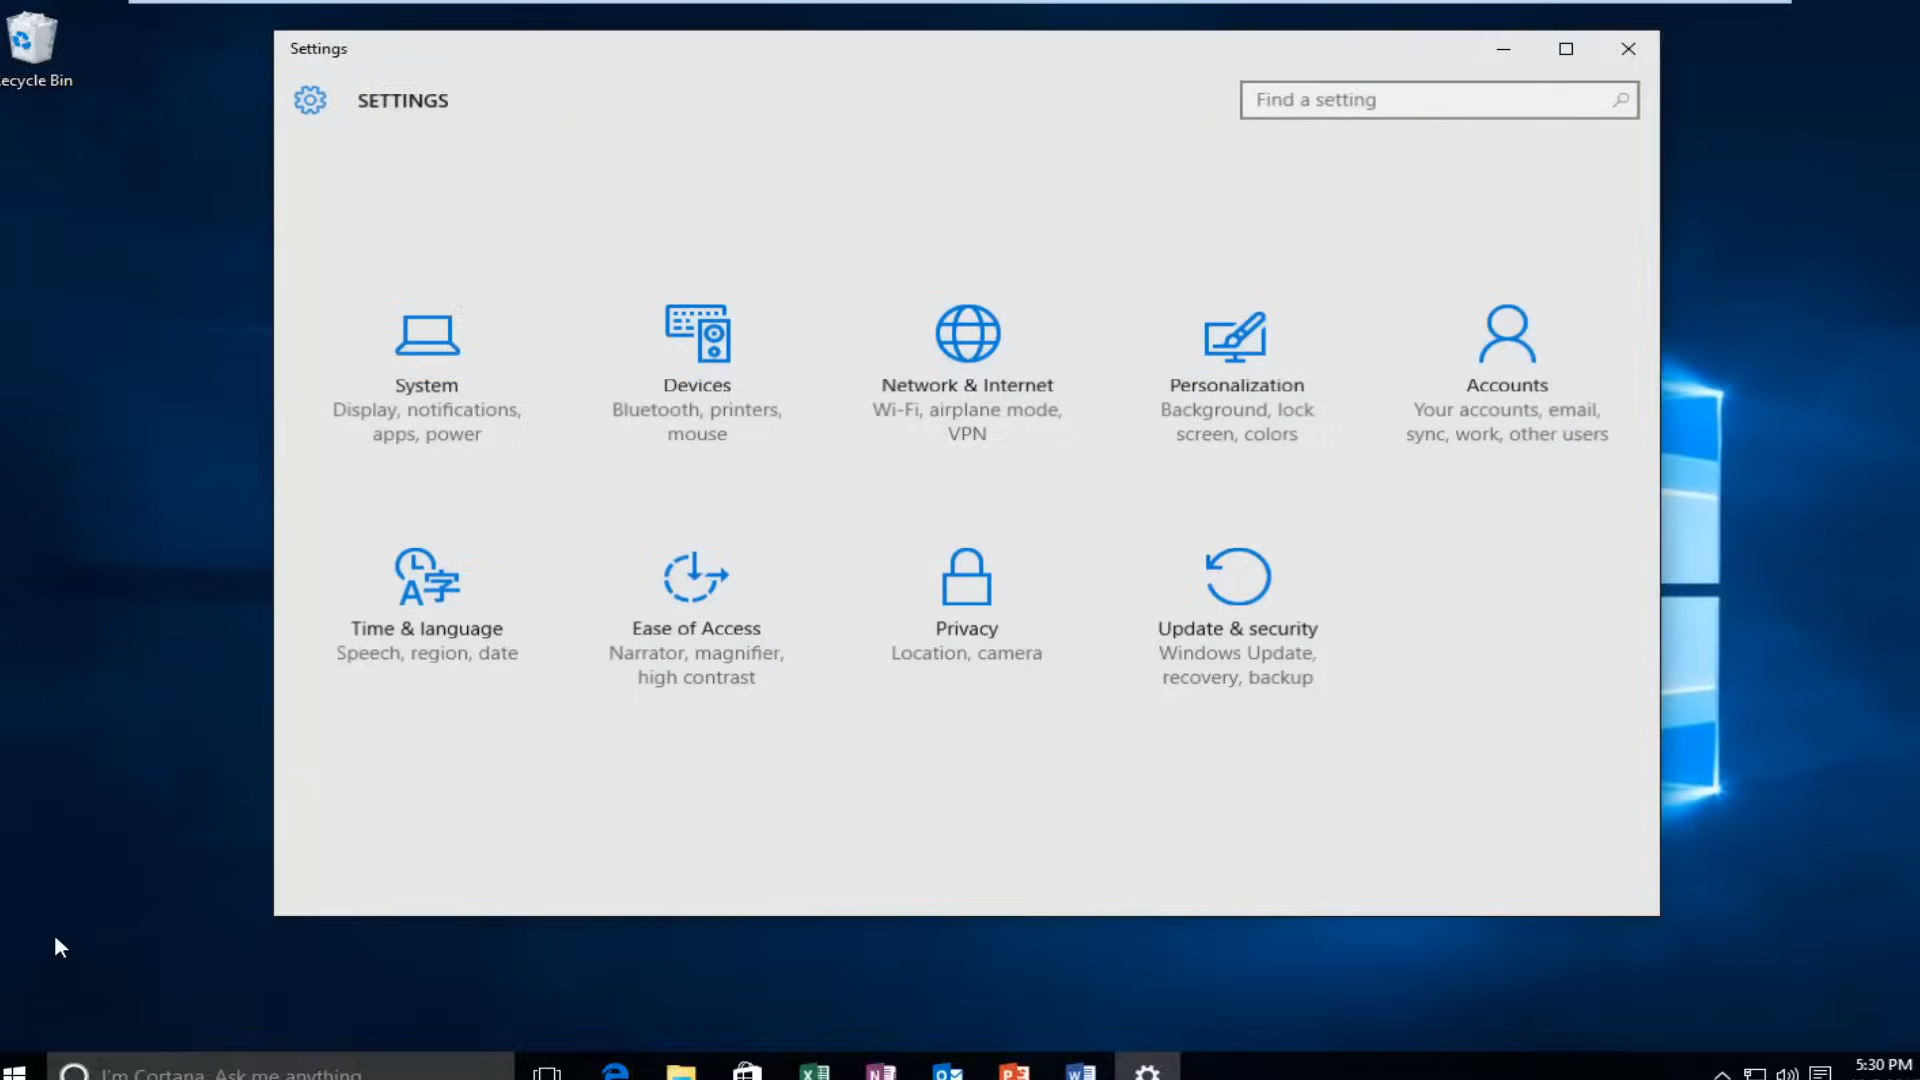 ecycle Bin
Settings
SETTINGS
Find a setting
System
Display, notifications,
apps, power
Devices
Bluetooth, printers,
mouse
Network & Internet
Wi-Fi, airplane mode,
VPN
Personalization
Background, lock
screen, colors
Accounts
Your accounts, email,
sync, work, other users
A字
Time & language
Speech, region, date
Ease of Access
Narrator, magnifier,
high contrast
Privacy
Location, camera
Update & security
Windows Update,
recovery, backup
I'm Cortana. Ask me anything.
5:30 PM